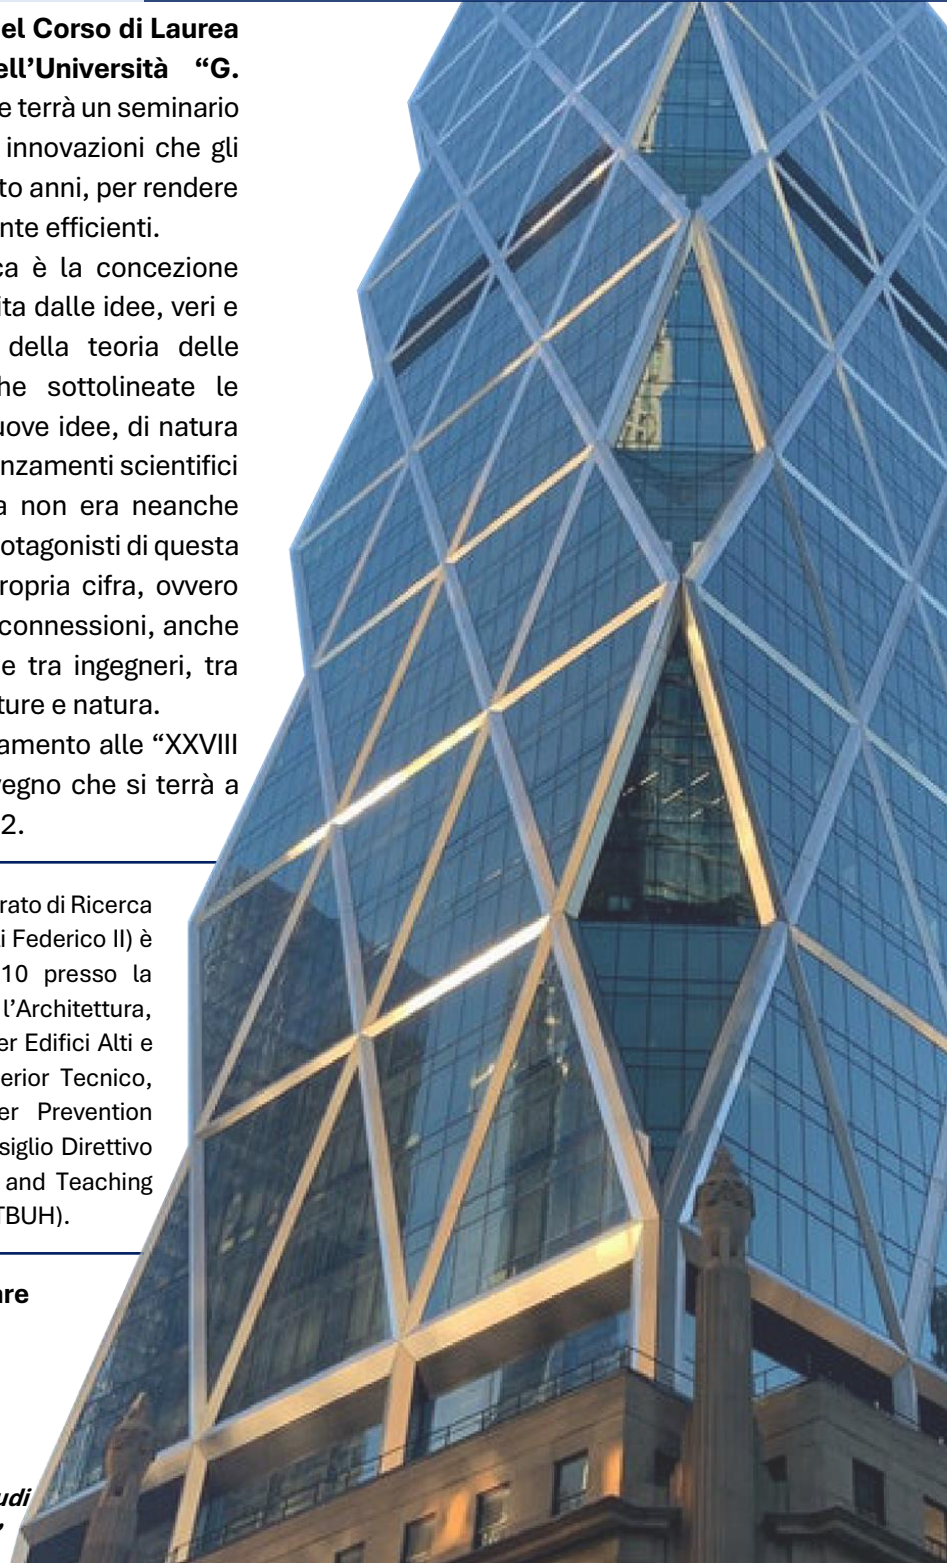 el Corso di Laurea
ell’Università “G.
e terrà un seminario
innovazioni che gli
to anni, per rendere
nte efficienti.
ca è la concezione
ita dalle idee, veri e
della teoria delle
he sottolineate le
uove idee, di natura
nzamenti scientifici
a non era neanche
otagonisti di questa
ropria cifra, ovvero
connessioni, anche
e tra ingegneri, tra
ture e natura.
amento alle “XXVIII
vegno che si terrà a
2.
rato di Ricerca
i Federico II) è
10 presso la
l’Architettura,
er Edifici Alti e
erior Tecnico,
er Prevention
siglio Direttivo
and Teaching
TBUH).
are
udi